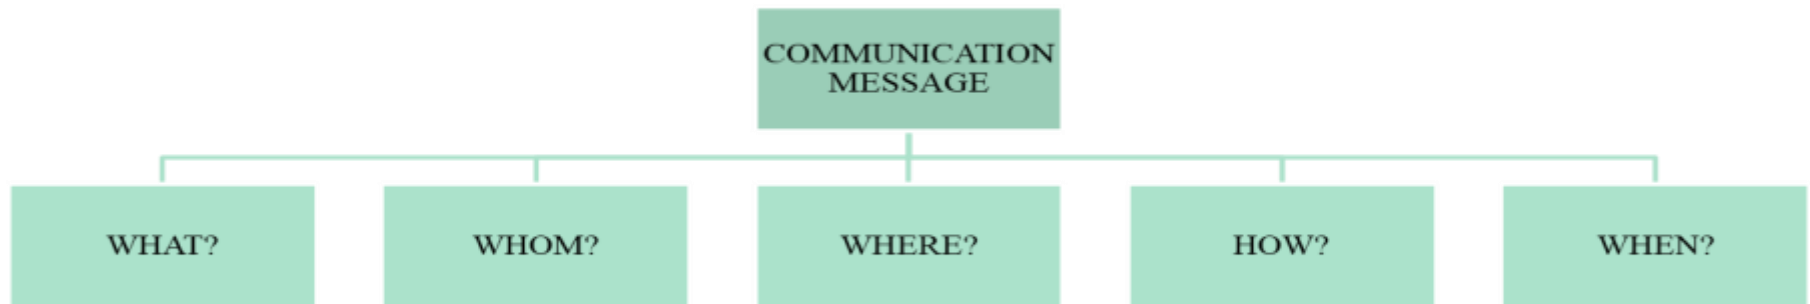 COMMUNICATION
MESSAGE
WHAT?
WHOM?
WHERE?
HOW?
WHEN?